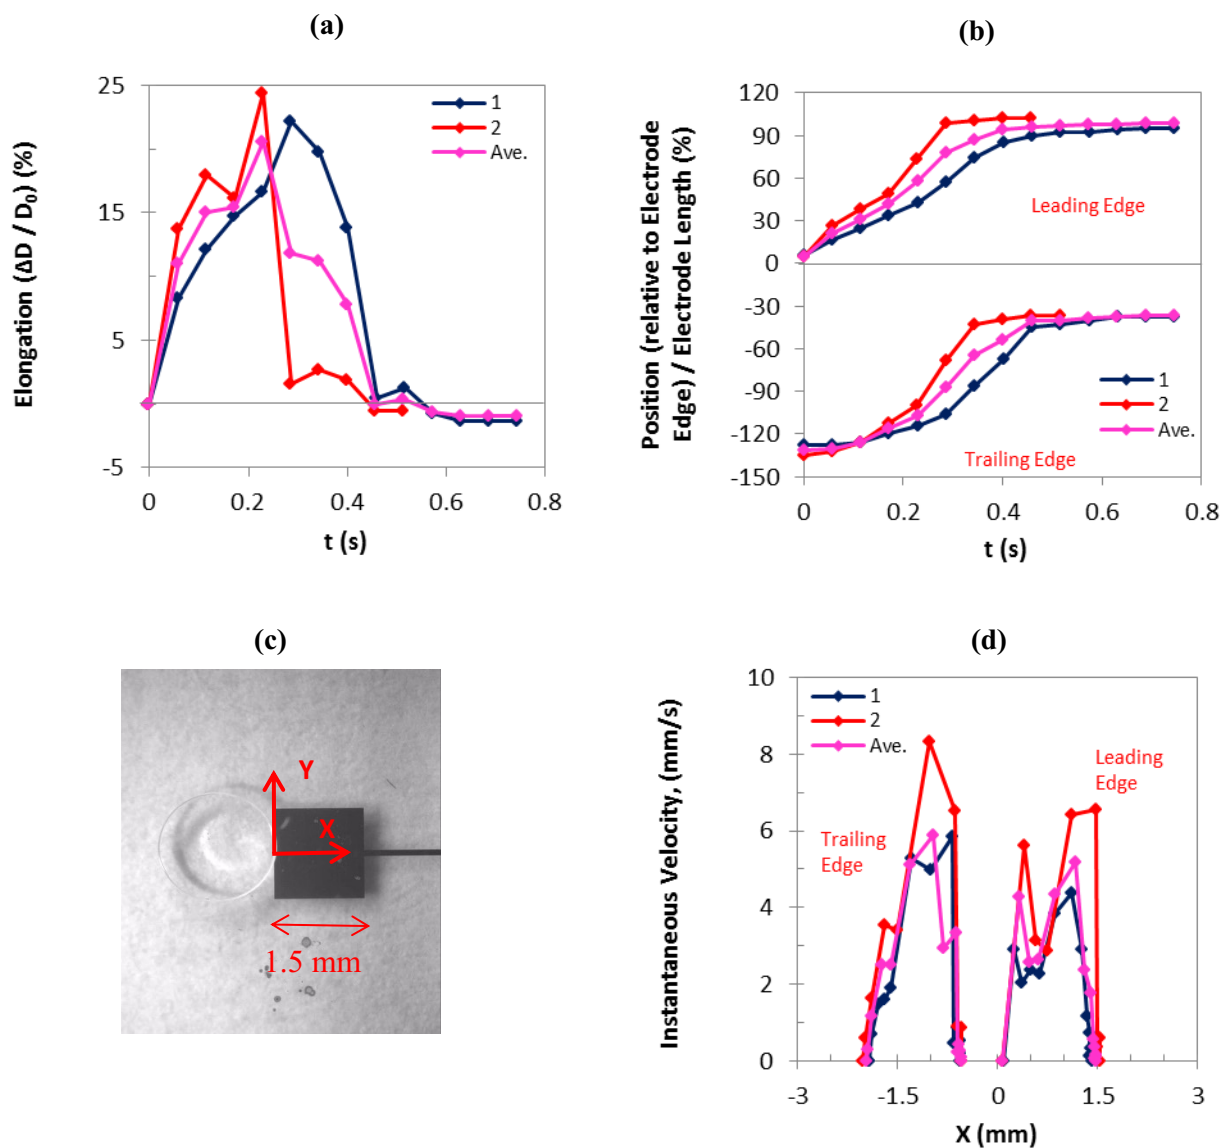 (a)
Elongation (ΔD / D₀) (%)
25
15
5
-5
1
2
Ave.
0
0.2
0.4
0.6
0.8
t (s)
(b)
Position (relative to Electrode
Edge) / Electrode Length (%)
120
90
60
30
0
-30
-60
-90
-120
-150
Leading Edge
1
2
Ave.
Trailing Edge
0
0.2
0.4
0.6
0.8
t (s)
(c)
Y
X
1.5 mm
(d)
Instantaneous Velocity, (mm/s)
10
8
6
4
2
0
1
2
Ave.
Leading
Edge
Trailing
Edge
-3
-1.5
0
1.5
3
X (mm)